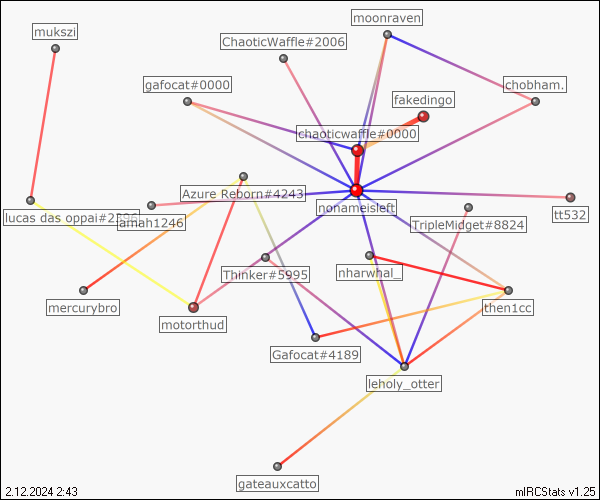 moonraven
mukszi
ChaoticWaffle#2006
gafocat#0000
chobham.
fakedingo
chaoticwaffle#0000
Azure Reborn#4243
nonameisleft
tt532
lucas das oppai#2396
amah1246
TripleMidget#8824
Thinker#5995
nharwhal_
mercurybro
then1cc
motorthud
Gafocat#4189
leholy_otter
gateauxcatto
2.12.2024 2:43
mIRCStats v1.25